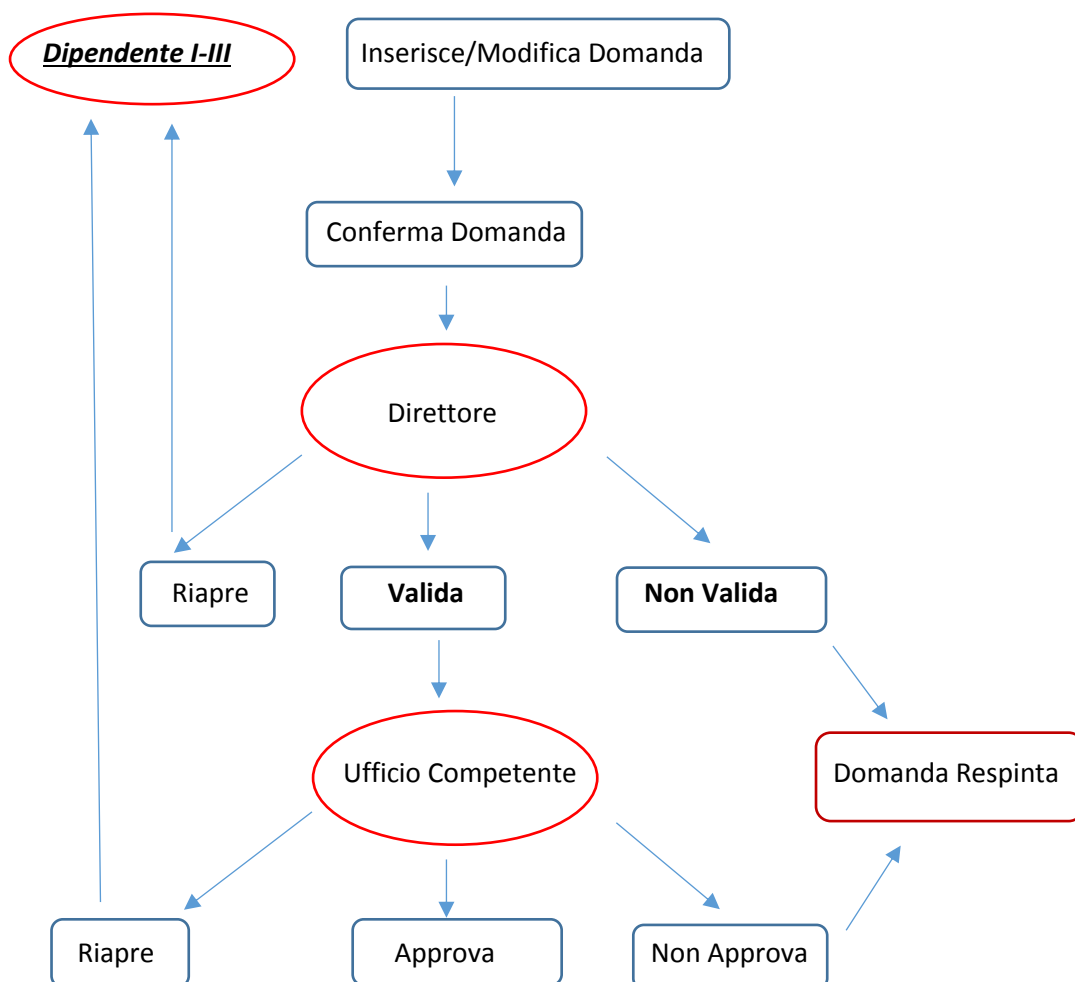 Dipendente I-III
Inserisce/Modifica Domanda
Conferma Domanda
Direttore
Riapre
Valida
Non Valida
Ufficio Competente
Domanda Respinta
Riapre
Approva
Non Approva